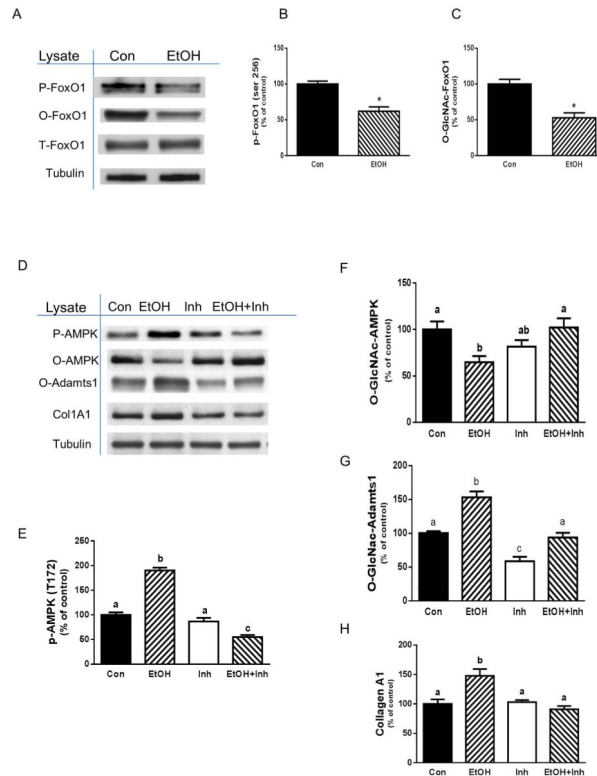 A
Lysate Con EtOH
P-FoxO1
O-FoxO1
T-FoxO1
Tubulin
B
p-FoxO1 (ser 256)
(% of control)
150
100
50
0
*
Con EtOH
C
O-GlcNAc-FoxO1
(% of control)
150
100
50
0
*
Con EtOH
D
Lysate Con EtOH Inh EtOH+Inh
P-AMPK
O-AMPK
O-Adamts1
Col1A1
Tubulin
E
p-AMPK (T172)
(% of control)
250
200
150
100
50
0
a b a c
Con EtOH Inh EtOH+Inh
F
O-GlcNAc-AMPK
(% of control)
150
100
50
0
a b ab a
Con EtOH Inh EtOH+Inh
G
O-GlcNac-Adamts1
(% of control)
200
150
100
50
0
a b c a
Con EtOH Inh EtOH+Inh
H
Collagen A1
(% of control)
200
150
100
50
0
a b a a
Con EtOH Inh EtOH+Inh